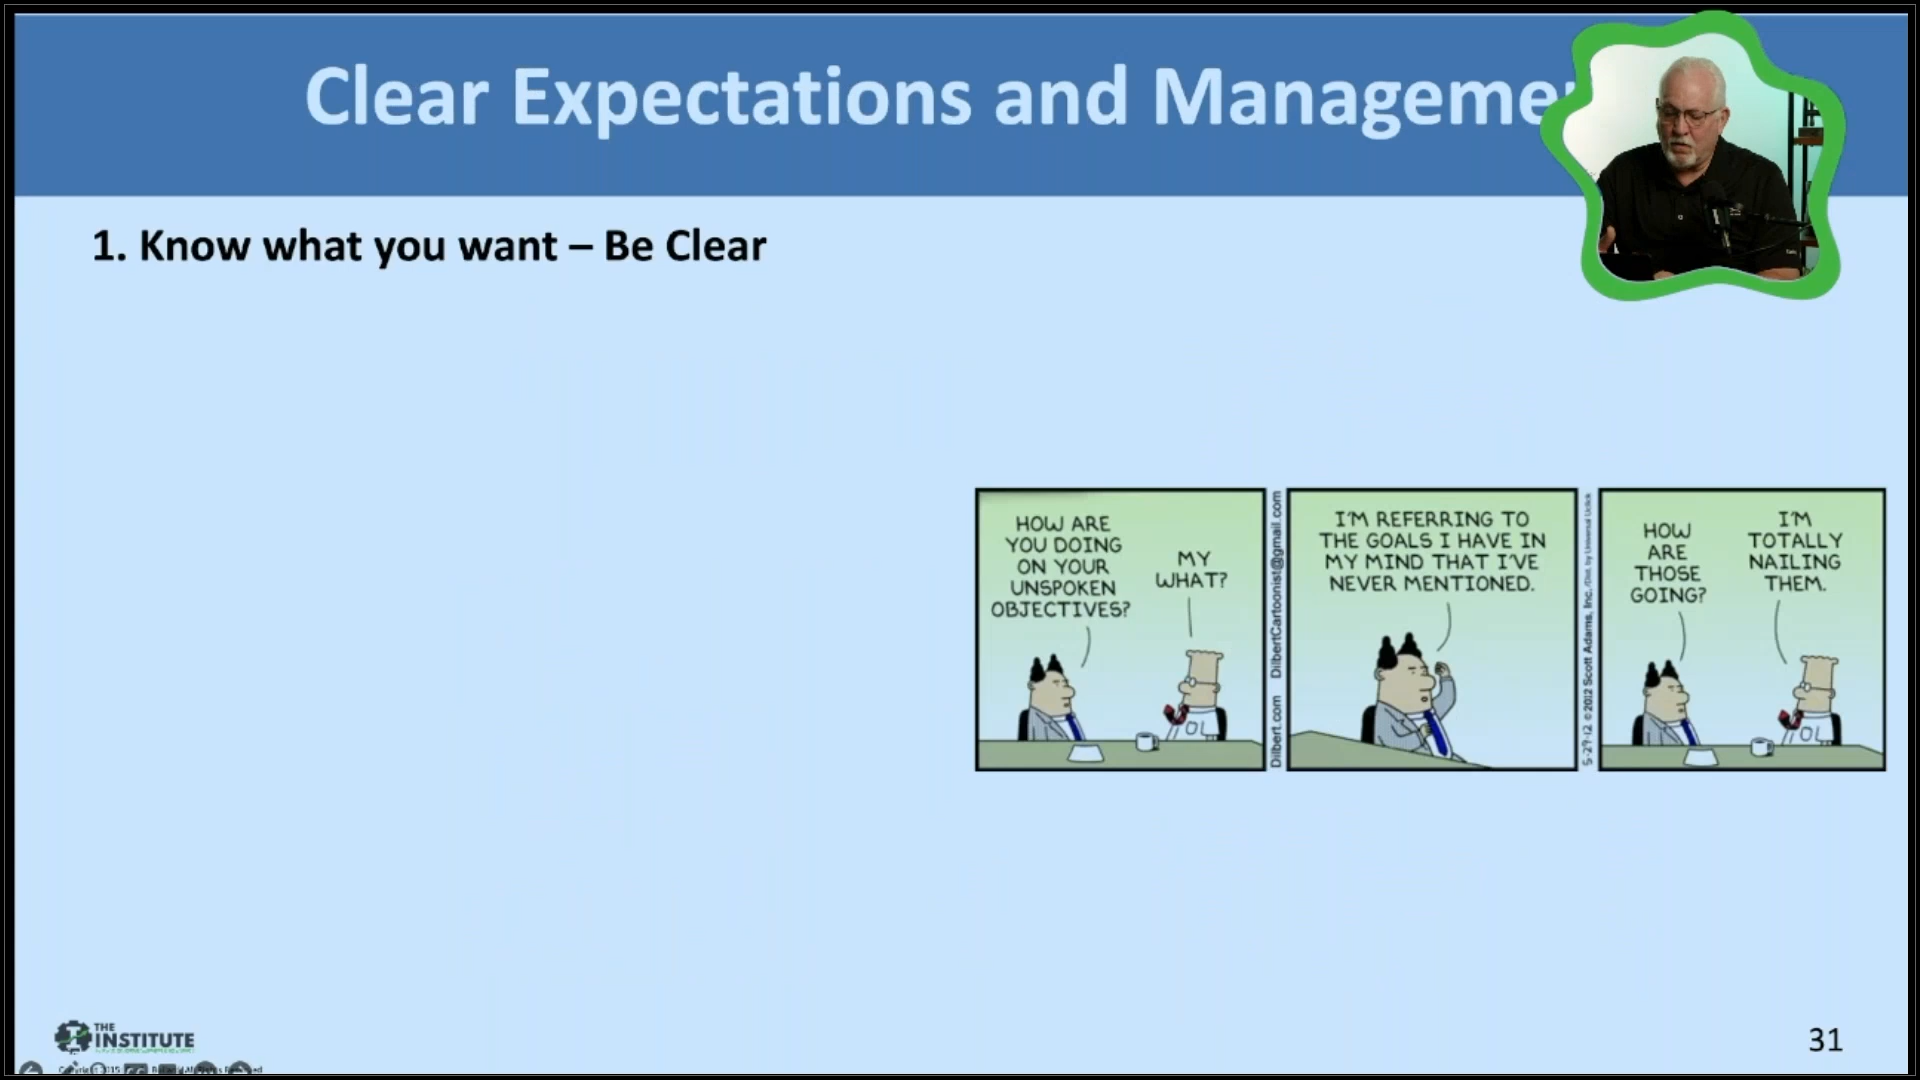 Clear Expectations and Manageme
1. Know what you want – Be Clear
HOW ARE
YOU DOING
ON YOUR
UNSPOKEN
OBJECTIVES?
MY
WHAT?
Dilbert.com DilbertCartoonist@gmail.com
I'M REFERRING TO
THE GOALS I HAVE IN
MY MIND THAT I'VE
NEVER MENTIONED.
5-29-12 ©2012 Scott Adams, Inc. /Dist. by Universal Uclick
HOW
ARE
THOSE
GOING?
I'M
TOTALLY
NAILING
THEM.
THE
INSTITUTE
31